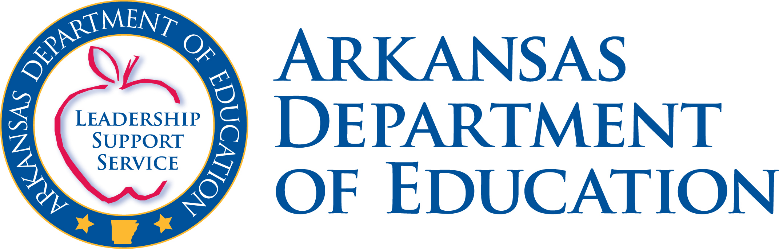 ARKANSAS DEPARTMENT OF EDUCATION
LEADERSHIP
SUPPORT
SERVICE
ARKANSAS
DEPARTMENT
OF EDUCATION